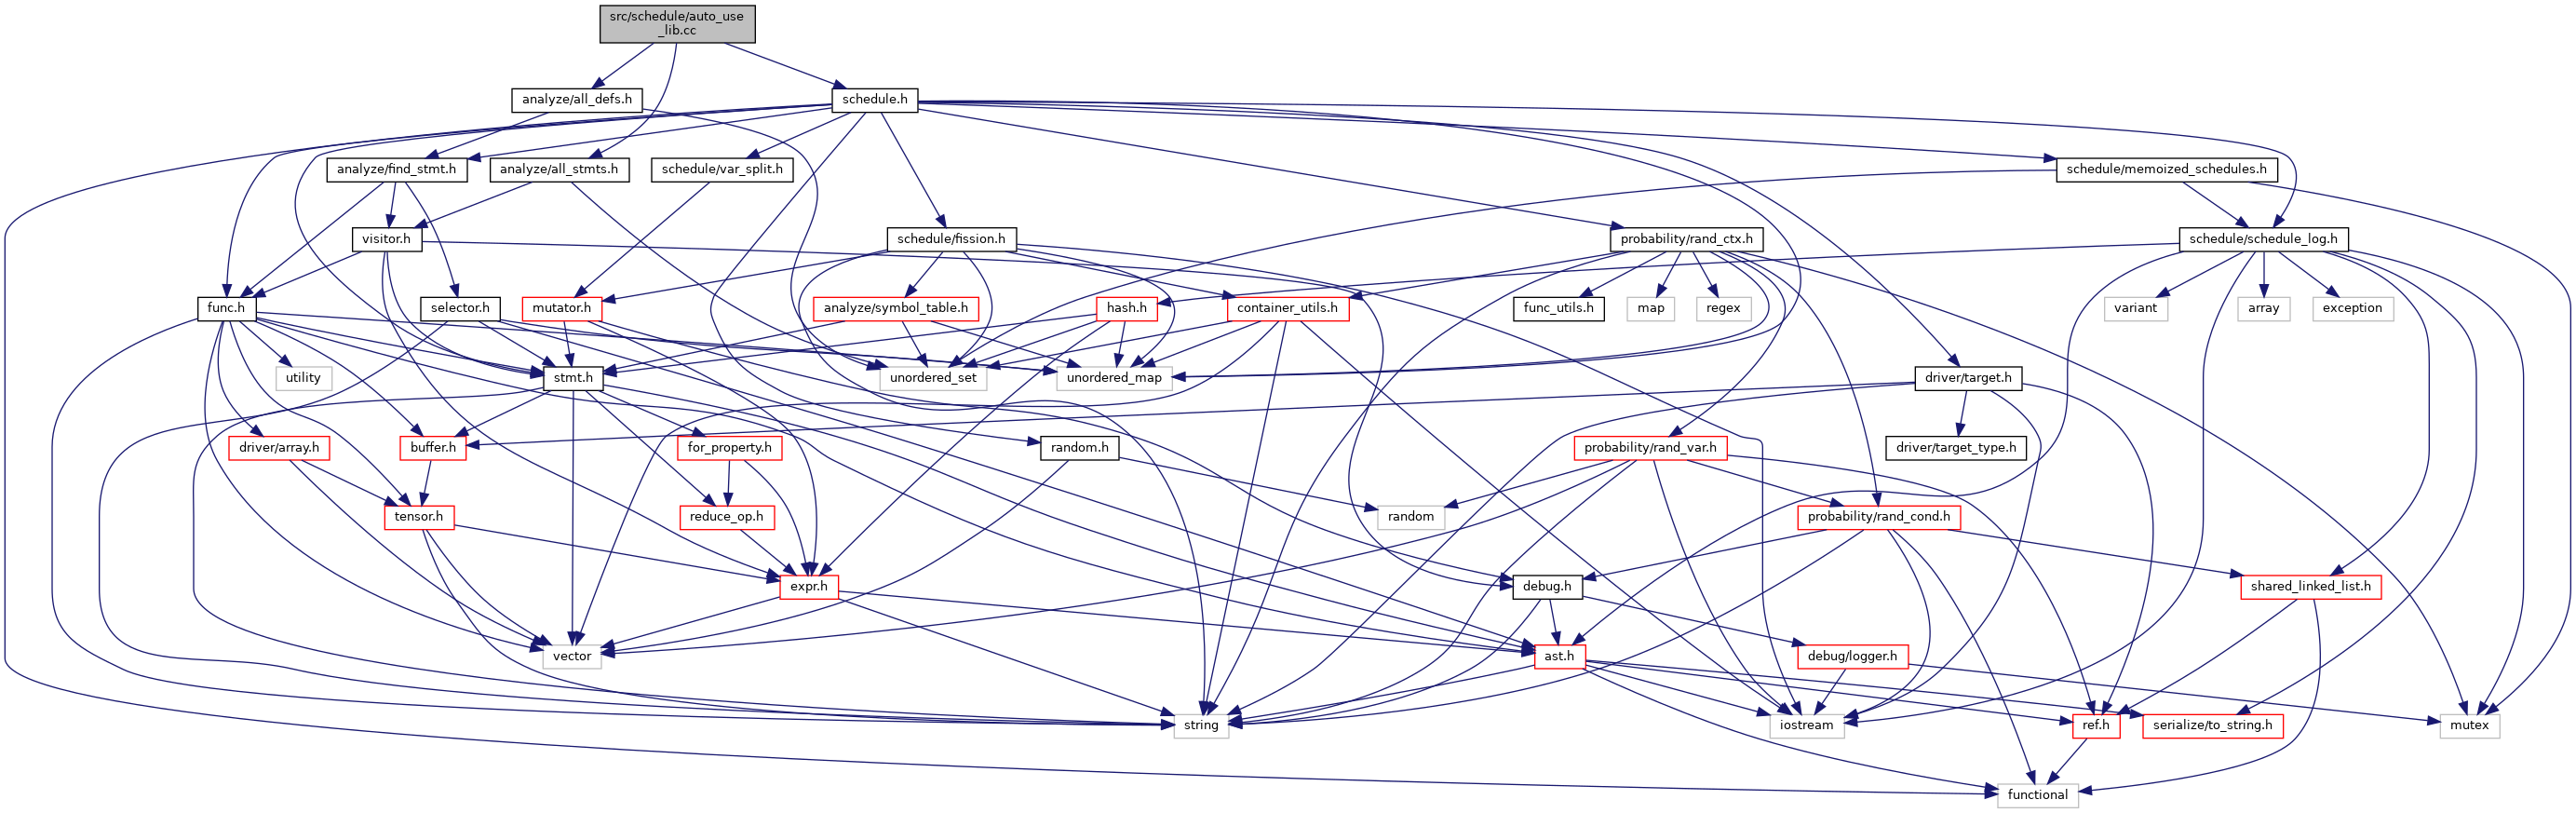 src/schedule/auto_use
_lib.cc
analyze/all_defs.h
schedule.h
analyze/find_stmt.h
analyze/all_stmts.h
schedule/var_split.h
schedule/memoized_schedules.h
visitor.h
schedule/fission.h
probability/rand_ctx.h
schedule/schedule_log.h
func.h
selector.h
mutator.h
analyze/symbol_table.h
hash.h
container_utils.h
func_utils.h
map
regex
variant
array
exception
utility
stmt.h
unordered_set
unordered_map
driver/target.h
driver/array.h
buffer.h
for_property.h
random.h
probability/rand_var.h
driver/target_type.h
tensor.h
reduce_op.h
random
probability/rand_cond.h
expr.h
debug.h
shared_linked_list.h
vector
ast.h
debug/logger.h
string
iostream
ref.h
serialize/to_string.h
mutex
functional